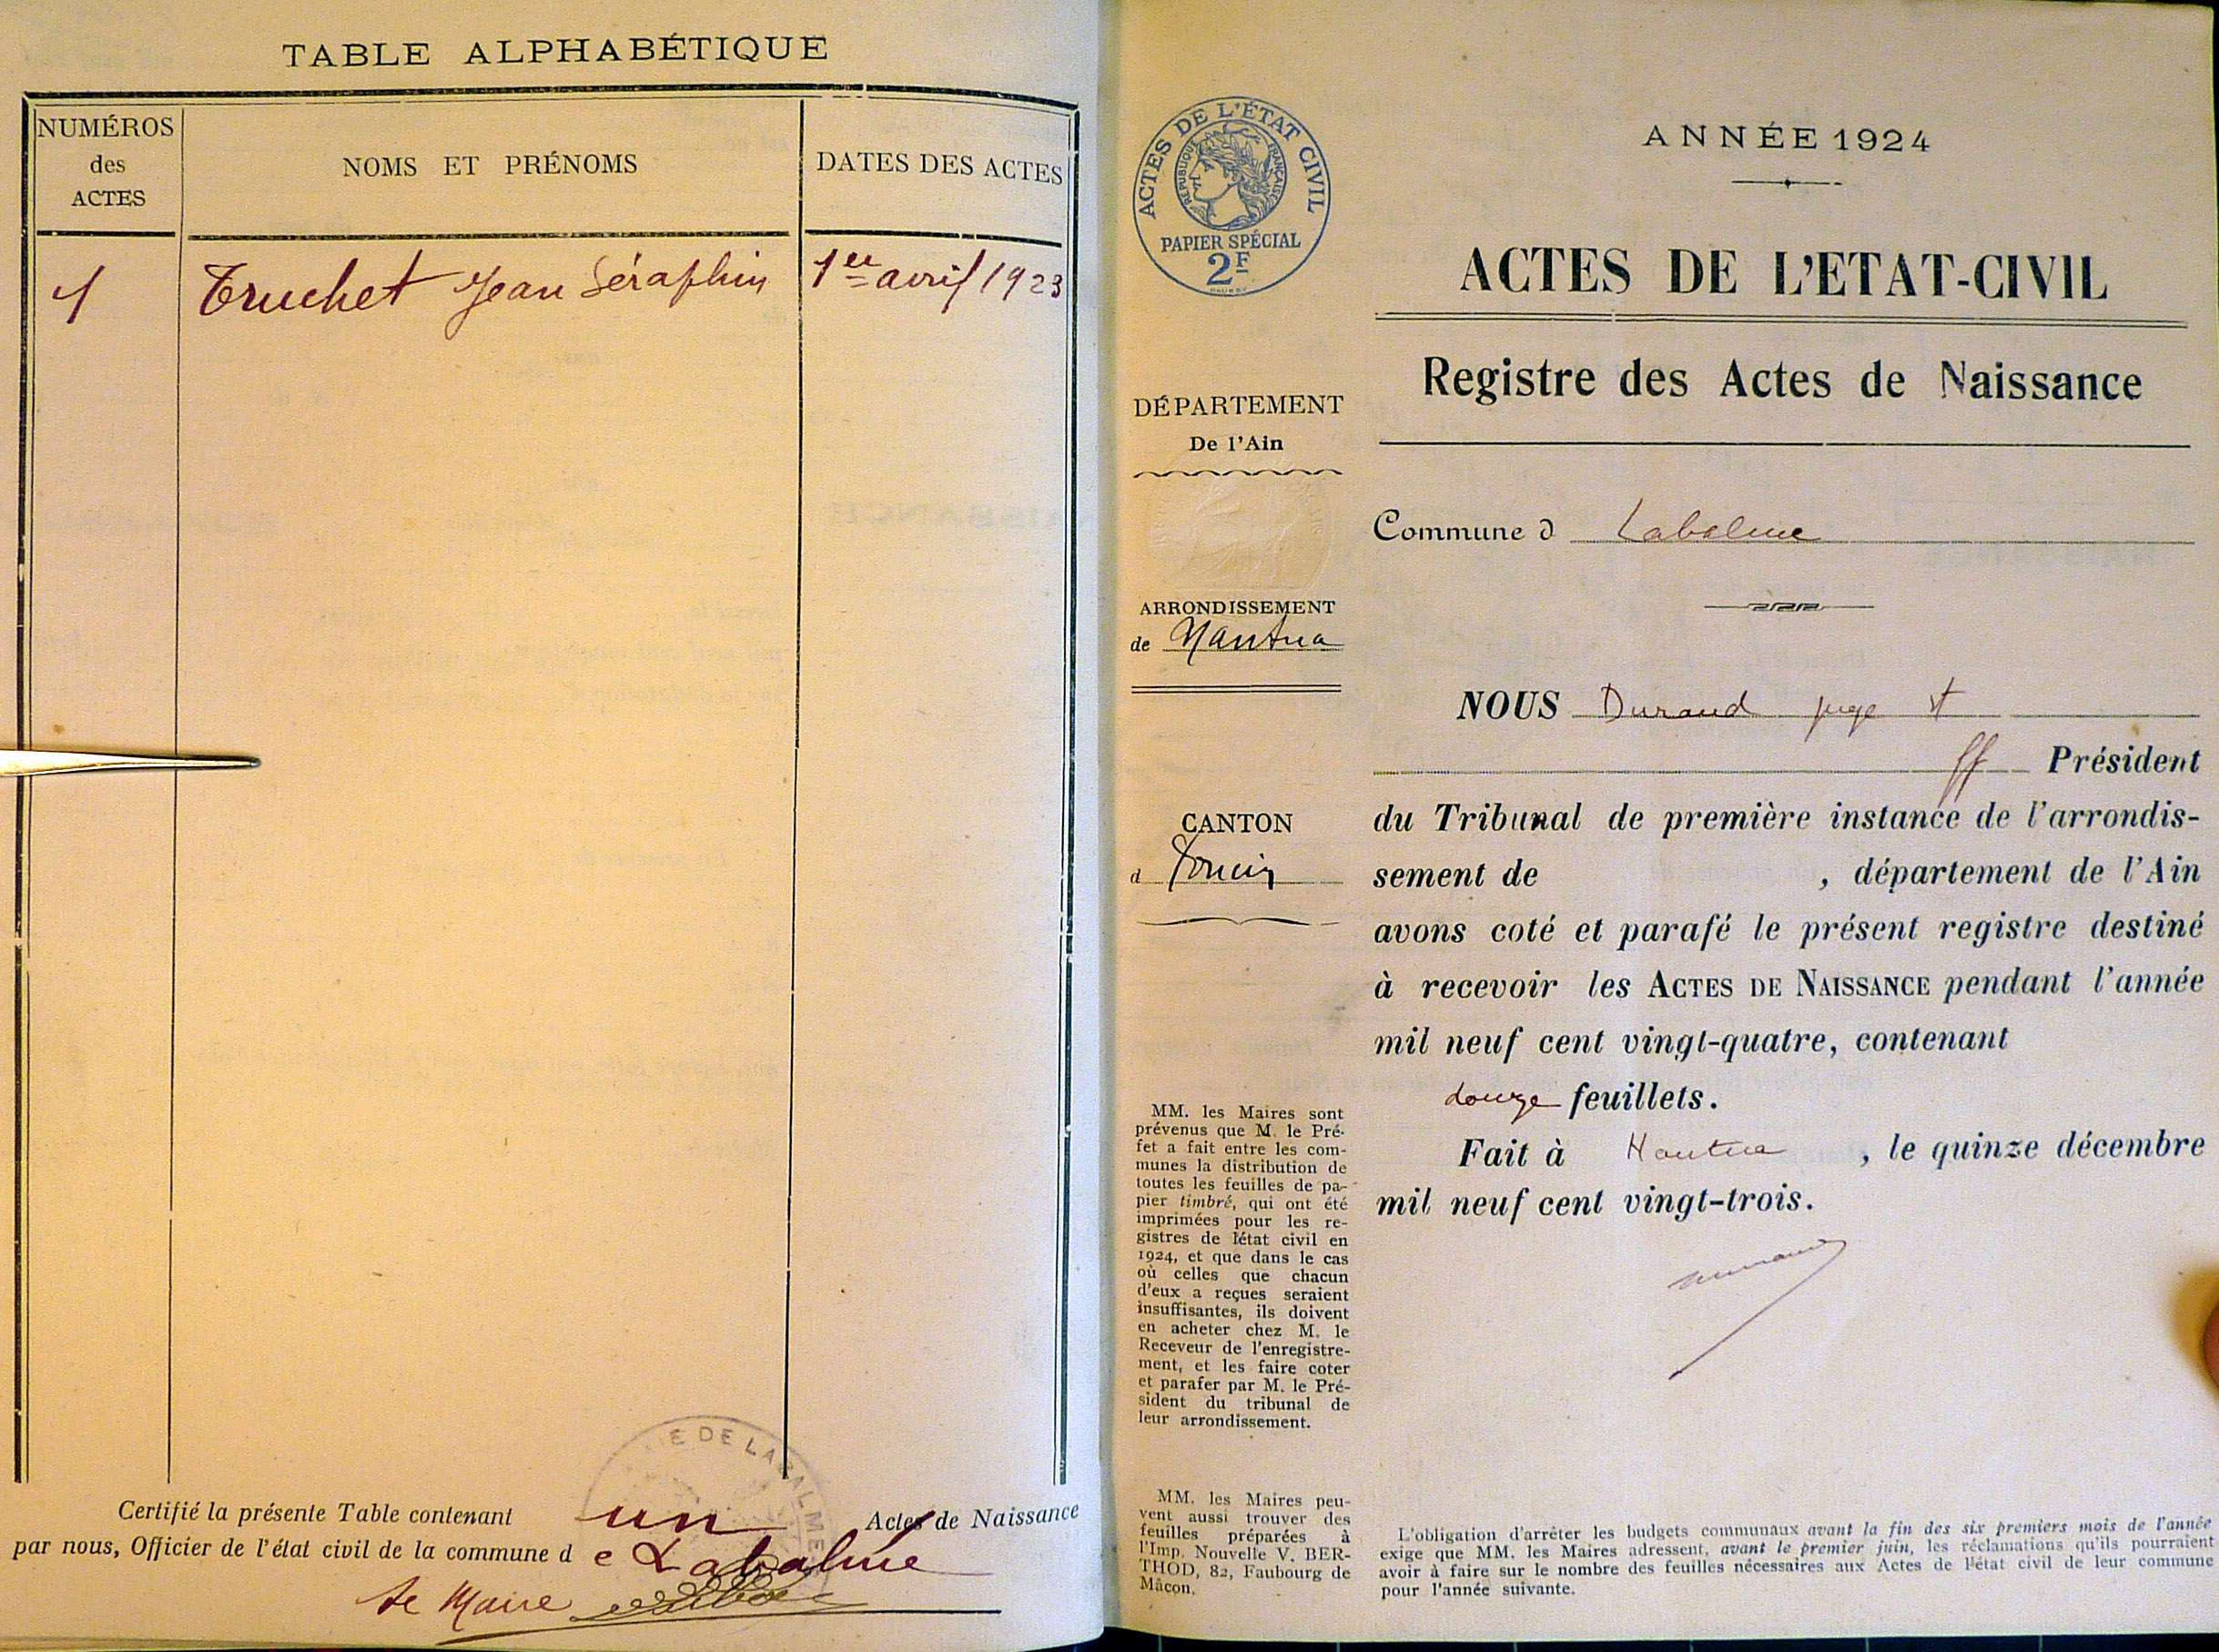 TABLE ALPHABÉTIQUE
NUMÉROS
des
ACTES
NOMS ET PRÉNOMS
DATES DES ACTES
1
Truchet Jean Séraphin
1er avril 1923
E DE LABALME
Certifié la présente Table contenant un Actes de Naissance
par nous, Officier de l'état civil de la commune d e Labalme
Le Maire
ACTES DE L'ÉTAT CIVIL
RÉPUBLIQUE FRANÇAISE
PAPIER SPÉCIAL
2F
DÉPARTEMENT
De l'Ain
ARRONDISSEMENT
de Nantua
CANTON
d
MM. les Maires sont
prévenus que M. le Pré-
fet a fait entre les com-
munes la distribution de
toutes les feuilles de pa-
pier timbré, qui ont été
imprimées pour les re-
gistres de l'état civil en
1924, et que dans le cas
où celles que chacun
d'eux a reçues seraient
insuffisantes, ils doivent
en acheter chez M. le
Receveur de l'enregistre-
ment, et les faire coter
et parafer par M. le Pré-
sident du tribunal de
leur arrondissement.
MM. les Maires peu-
vent aussi trouver des
feuilles préparées à
l'Imp. Nouvelle V. BER-
THOD, 82, Faubourg de
Mâcon.
ANNÉE 1924
ACTES DE L'ETAT-CIVIL
Registre des Actes de Naissance
Commune d Labalme
NOUS Durand juge st
ff Président
du Tribunal de première instance de l'arrondis-
sement de , département de l'Ain
avons coté et parafé le présent registre destiné
à recevoir les ACTES DE NAISSANCE pendant l'année
mil neuf cent vingt-quatre, contenant
douze feuillets.
Fait à Nantua , le quinze décembre
mil neuf cent vingt-trois.
L'obligation d'arrêter les budgets communaux avant la fin des six premiers mois de l'année
exige que MM. les Maires adressent, avant le premier juin, les réclamations qu'ils pourraient
avoir à faire sur le nombre des feuilles nécessaires aux Actes de l'état civil de leur commune
pour l'année suivante.